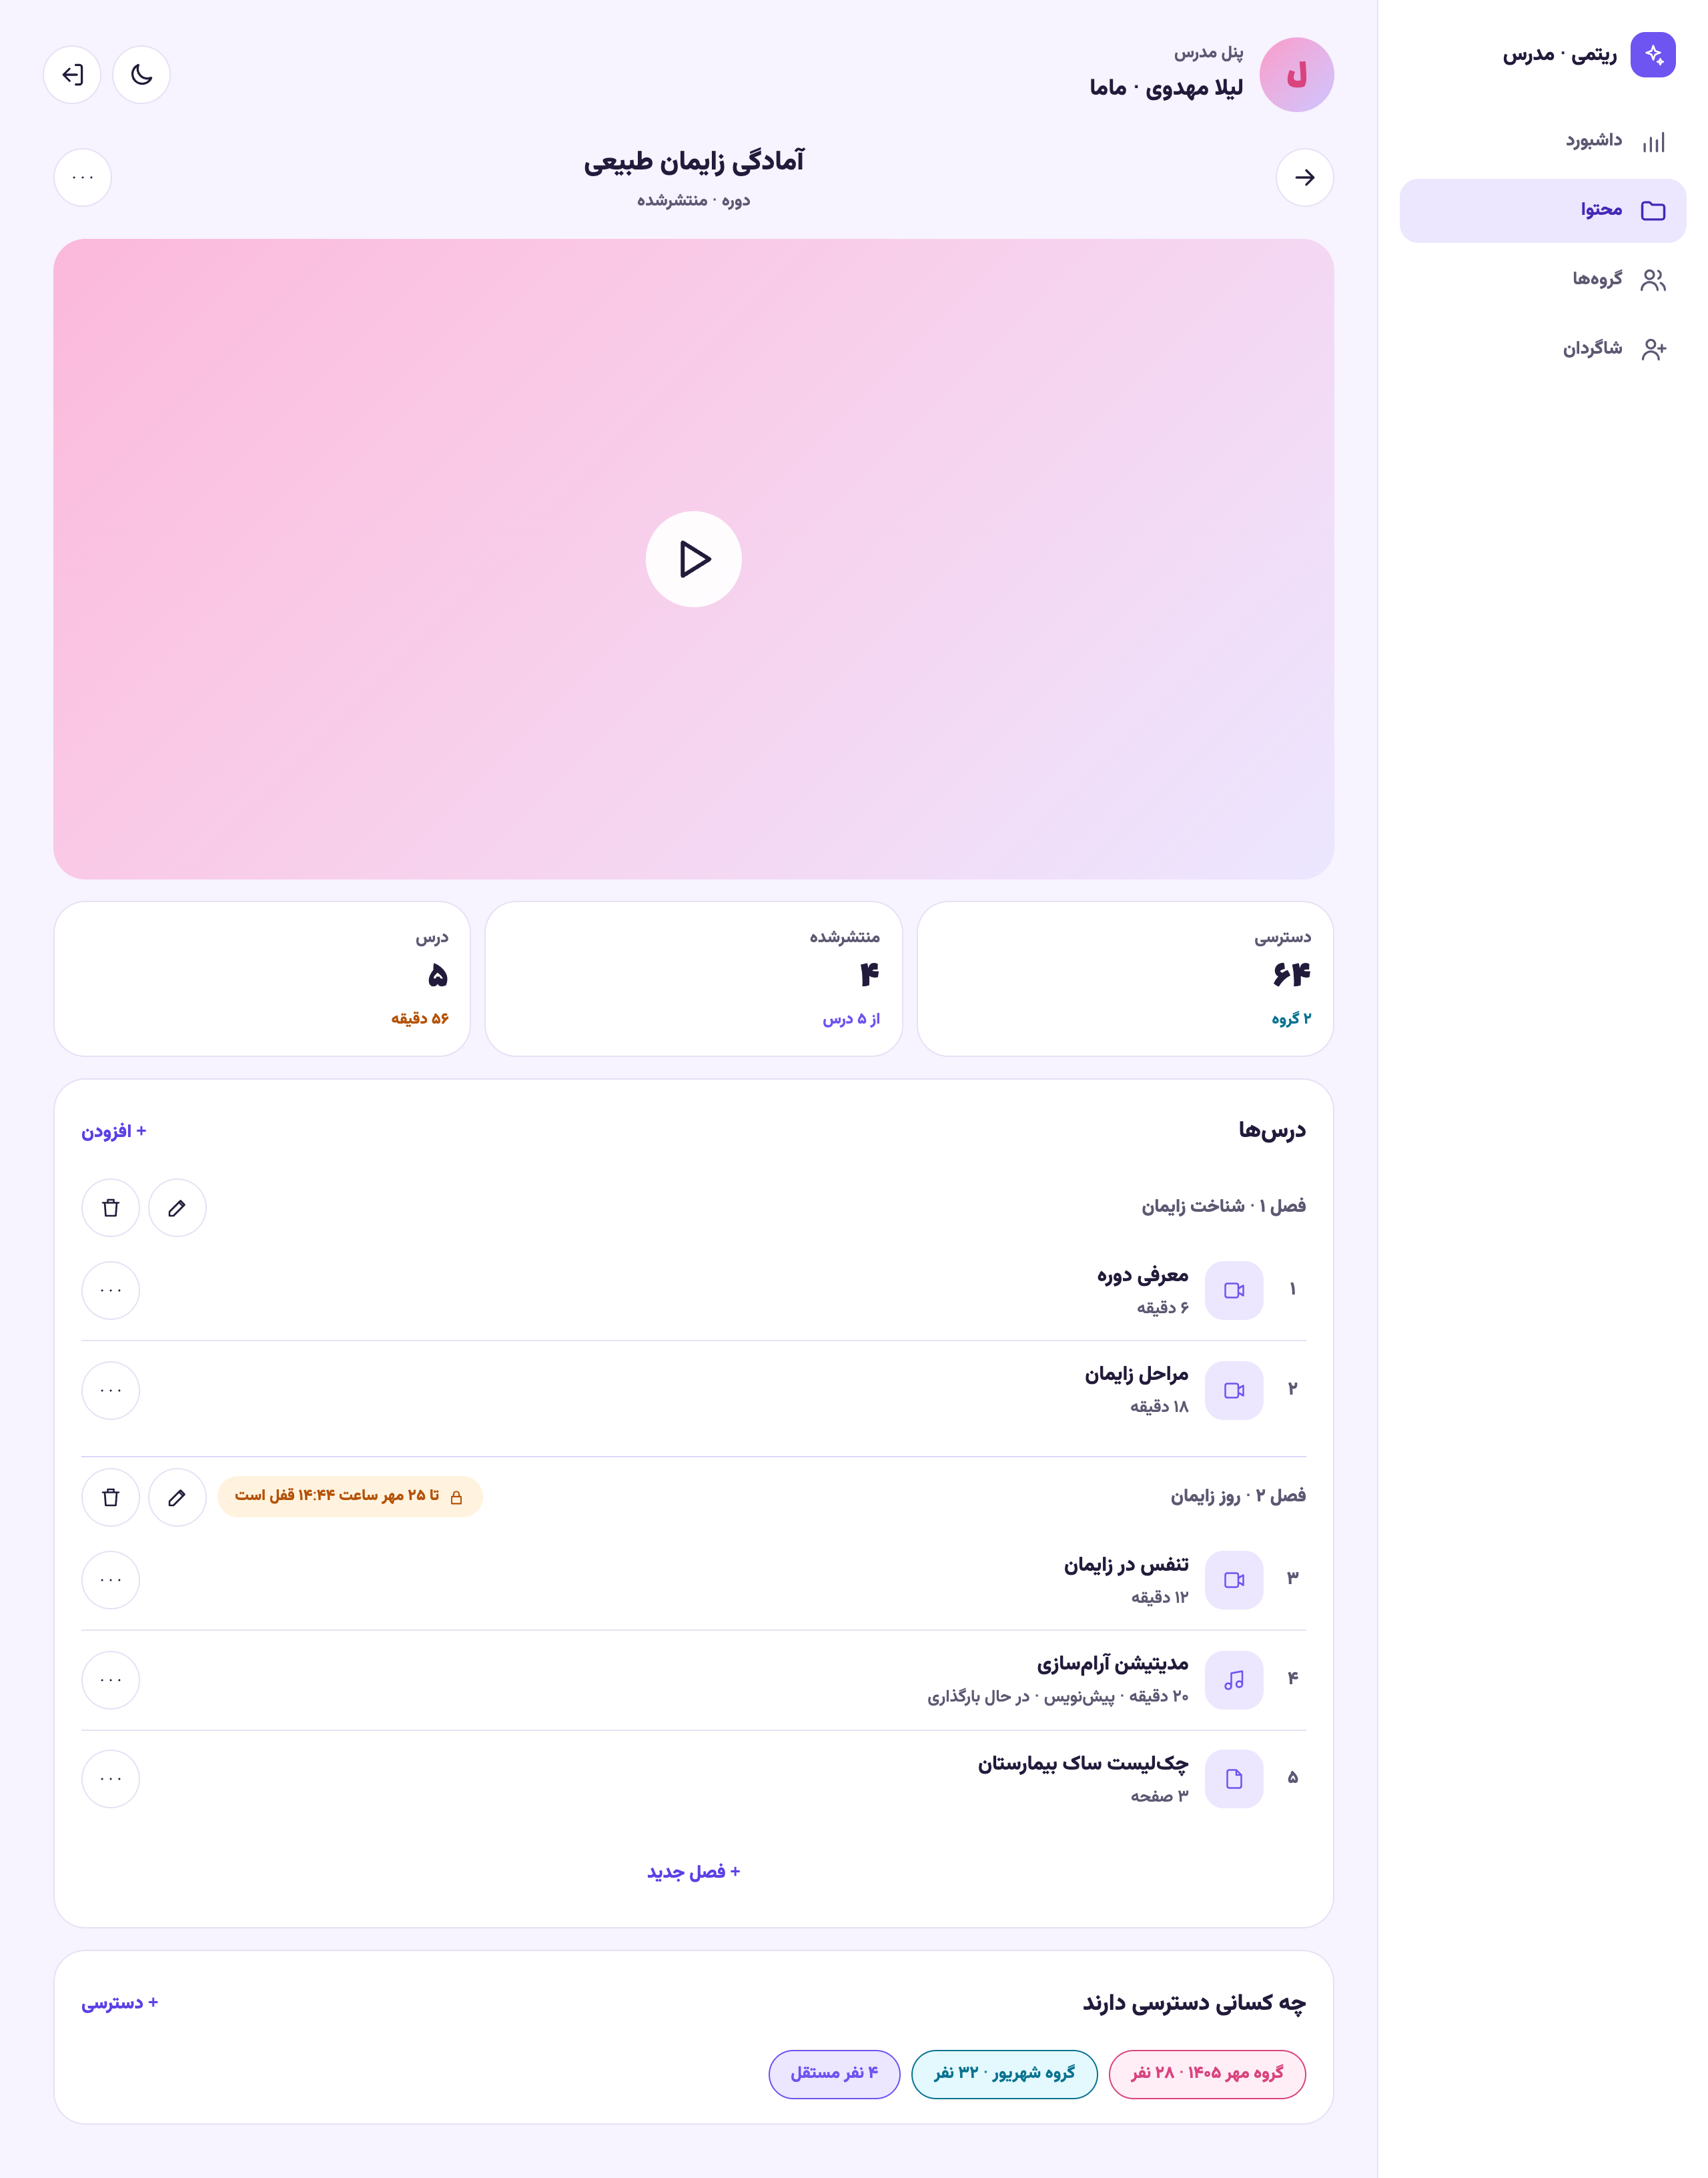 ریتمی · مدرس
داشبورد
محتوا
گروه‌ها
شاگردان
ل
پنل مدرس
لیلا مهدوی · ماما
آمادگی زایمان طبیعی
دوره · منتشرشده
دسترسی
۶۴
۲ گروه
منتشرشده
۴
از ۵ درس
درس
۵
۵۶ دقیقه
درس‌ها
+ افزودن
فصل ۱ · شناخت زایمان
۱
معرفی دوره
۶ دقیقه
۲
مراحل زایمان
۱۸ دقیقه
فصل ۲ · روز زایمان
تا ۲۵ مهر ساعت ۱۴:۴۴ قفل است
۳
تنفس در زایمان
۱۲ دقیقه
۴
مدیتیشن آرام‌سازی
۲۰ دقیقه · پیش‌نویس · در حال بارگذاری
۵
چک‌لیست ساک بیمارستان
۳ صفحه
+ فصل جدید
چه کسانی دسترسی دارند
+ دسترسی
گروه مهر ۱۴۰۵ · ۲۸ نفر
گروه شهریور · ۳۲ نفر
۴ نفر مستقل